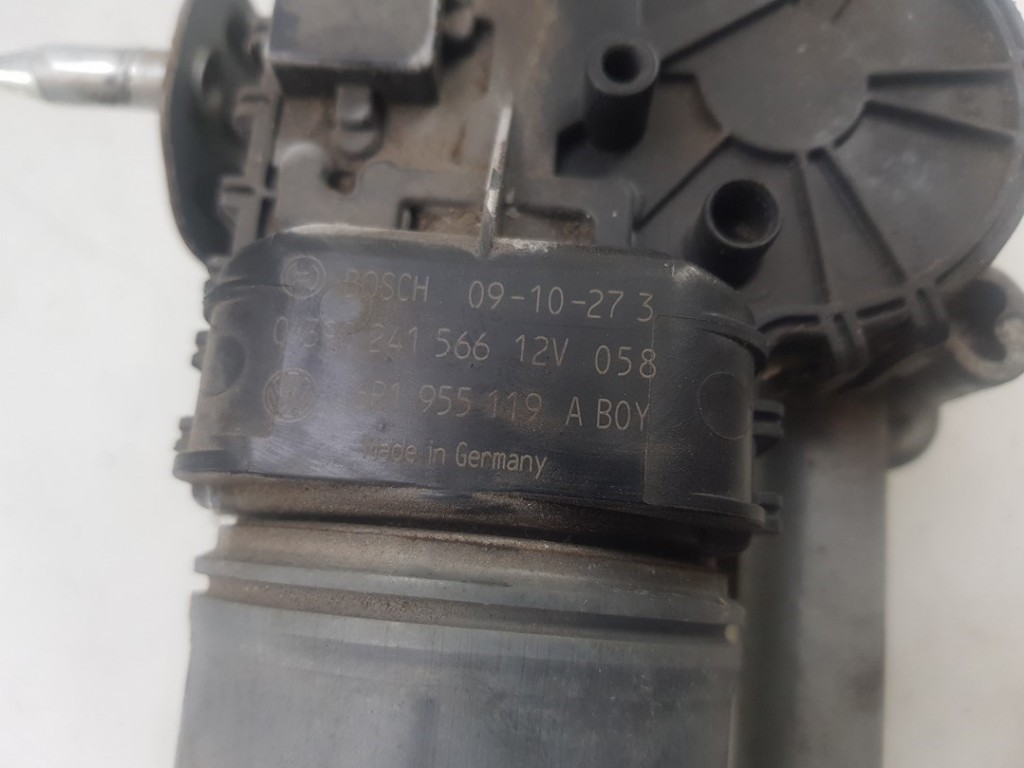 BOSCH 09-10-27 3
241 566 12V 058
955 119 A BOY
Made in Germany